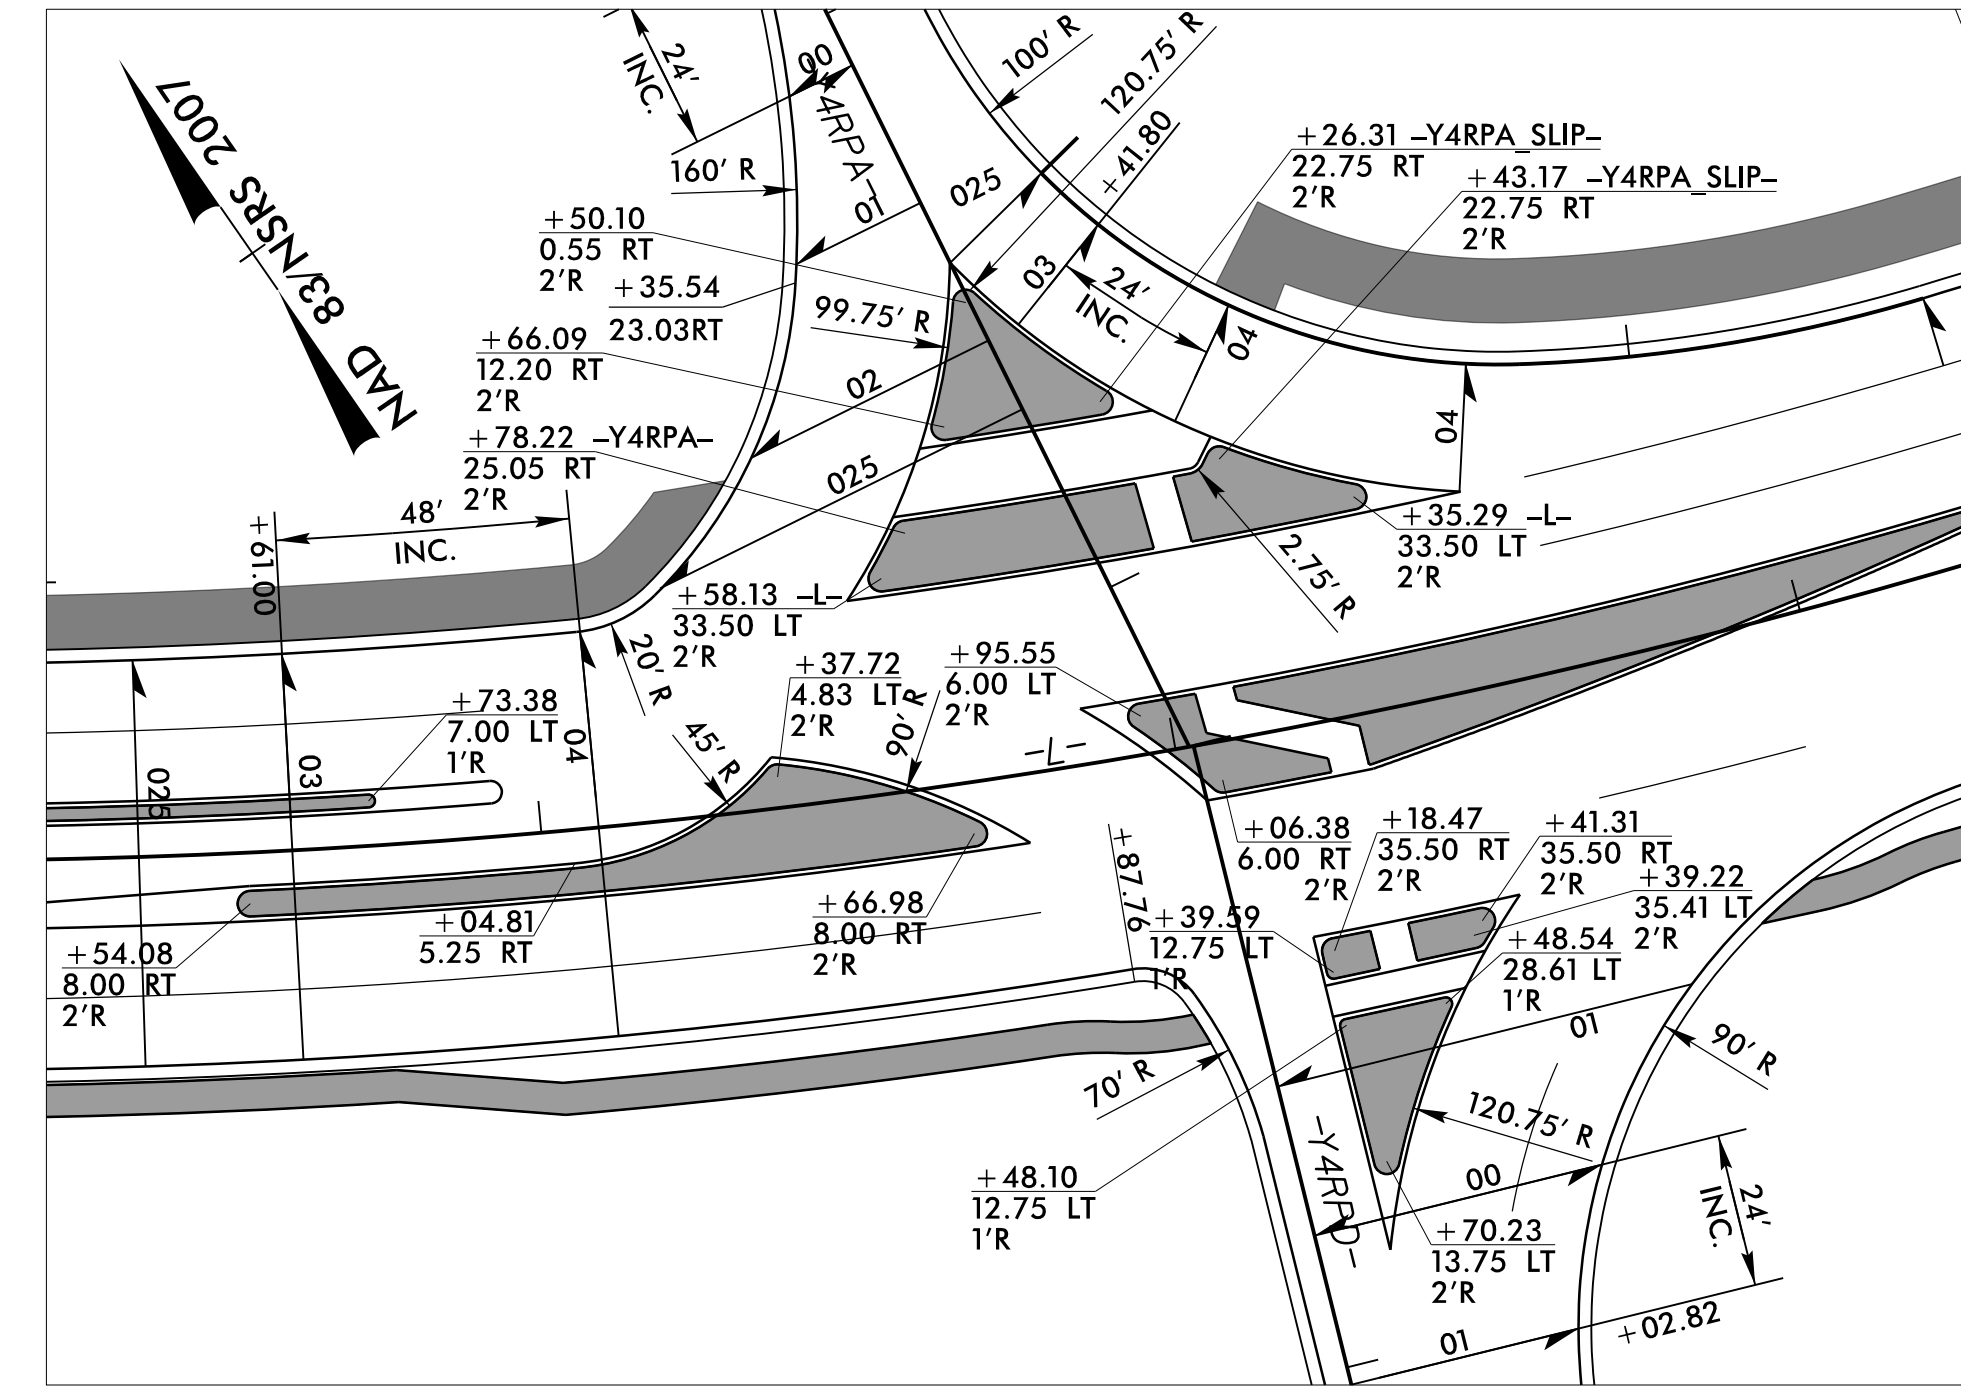 NAD 83/NSRS 2007
24'
INC.
00
-Y4RPA-
01
160' R
100' R
120.75' R
+41.80
025
03
24'
INC.
04
04
+26.31 -Y4RPA_SLIP-
22.75 RT
2'R
+43.17 -Y4RPA_SLIP-
22.75 RT
2'R
+50.10
0.55 RT
2'R
+35.54
23.03RT
99.75' R
+66.09
12.20 RT
2'R
02
025
+78.22 -Y4RPA-
25.05 RT
2'R
48'
INC.
+61.00
+58.13 -L-
33.50 LT
2'R
+35.29 -L-
33.50 LT
2'R
2.75' R
20' R
45' R
+37.72
4.83 LT
2'R
90' R
+95.55
6.00 LT
2'R
-L-
+73.38
7.00 LT
1'R
025
03
04
+54.08
8.00 RT
2'R
+04.81
5.25 RT
+66.98
8.00 RT
2'R
+87.76
+06.38
6.00 RT
2'R
+18.47
35.50 RT
2'R
+41.31
35.50 RT
2'R
+39.22
35.41 LT
2'R
+39.59
12.75 LT
1'R
+48.54
28.61 LT
1'R
01
90' R
70' R
120.75' R
+48.10
12.75 LT
1'R
-Y4RPD-
00
24'
INC.
+70.23
13.75 LT
2'R
01
+02.82